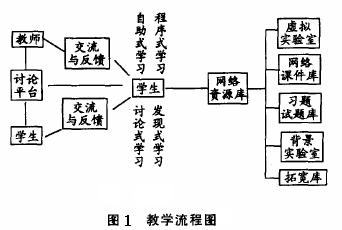 教师
讨论
平台
学生
交流
与反馈
交流
与反馈
自助式学习
程序式学习
学生
讨论式学习
发现式学习
网络
資源库
虚拟
实验室
网络
课件库
习题
试题库
背景
实验室
拓宽库
图1 教学流程图